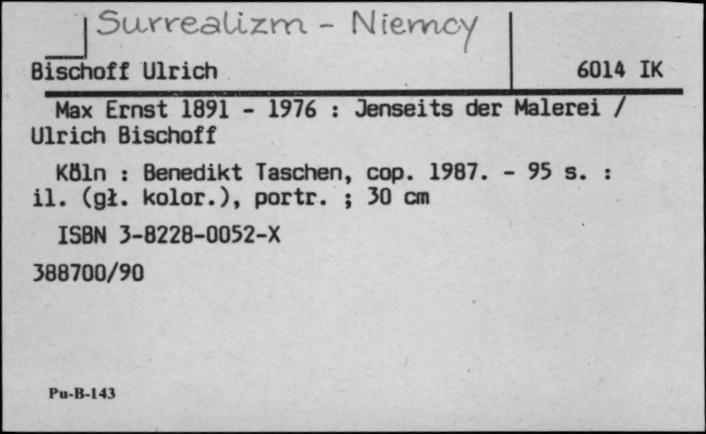 Surrealizm - Niemcy
Bischoff Ulrich
6014 IK
Max Ernst 1891 - 1976 : Jenseits der Malerei /
Ulrich Bischoff
Köln : Benedikt Taschen, cop. 1987. - 95 s. :
il. (gł. kolor.), portr. ; 30 cm
ISBN 3-8228-0052-X
388700/90
Pu-B-143